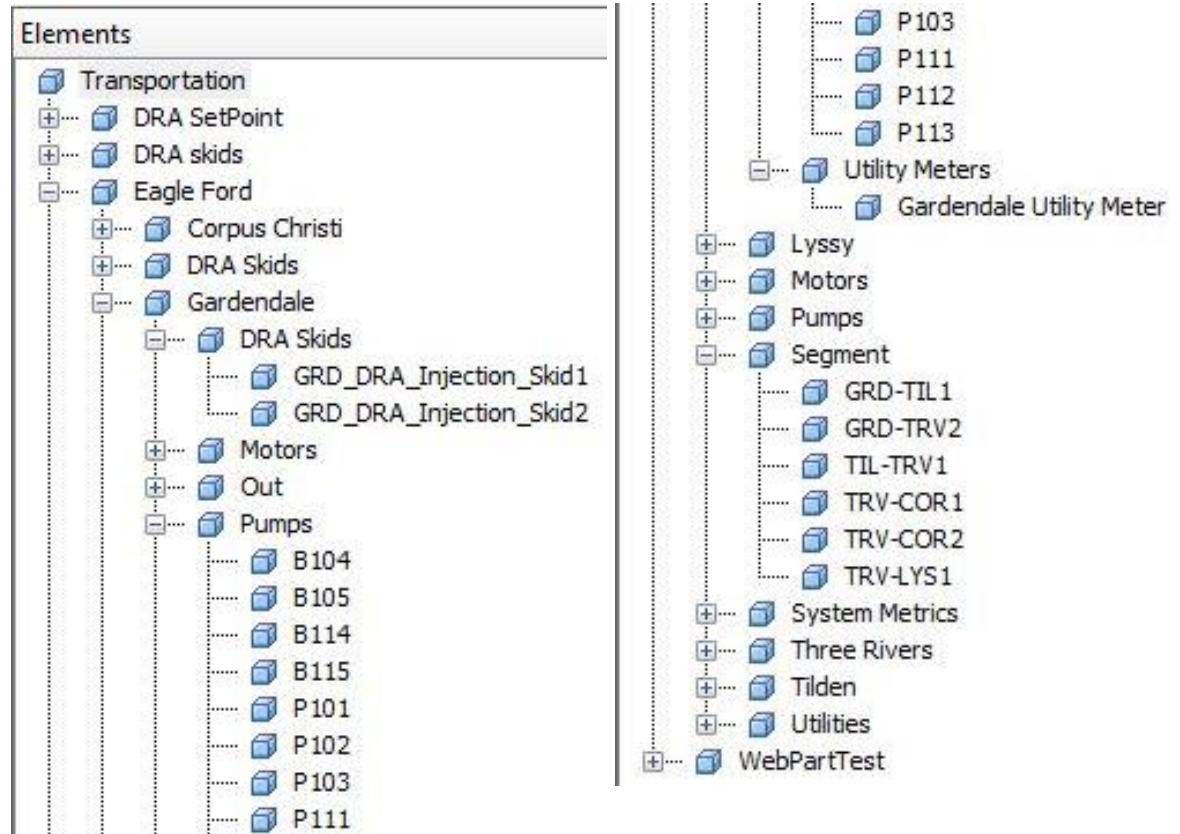 Elements
Transportation
DRA SetPoint
DRA skids
Eagle Ford
Corpus Christi
DRA Skids
Gardendale
DRA Skids
GRD_DRA_Injection_Skid1
GRD_DRA_Injection_Skid2
Motors
Out
Pumps
B104
B105
B114
B115
P101
P102
P103
P111
P103
P111
P112
P113
Utility Meters
Gardendale Utility Meter
Lyssy
Motors
Pumps
Segment
GRD-TIL1
GRD-TRV2
TIL-TRV1
TRV-COR1
TRV-COR2
TRV-LYS1
System Metrics
Three Rivers
Tilden
Utilities
WebPartTest